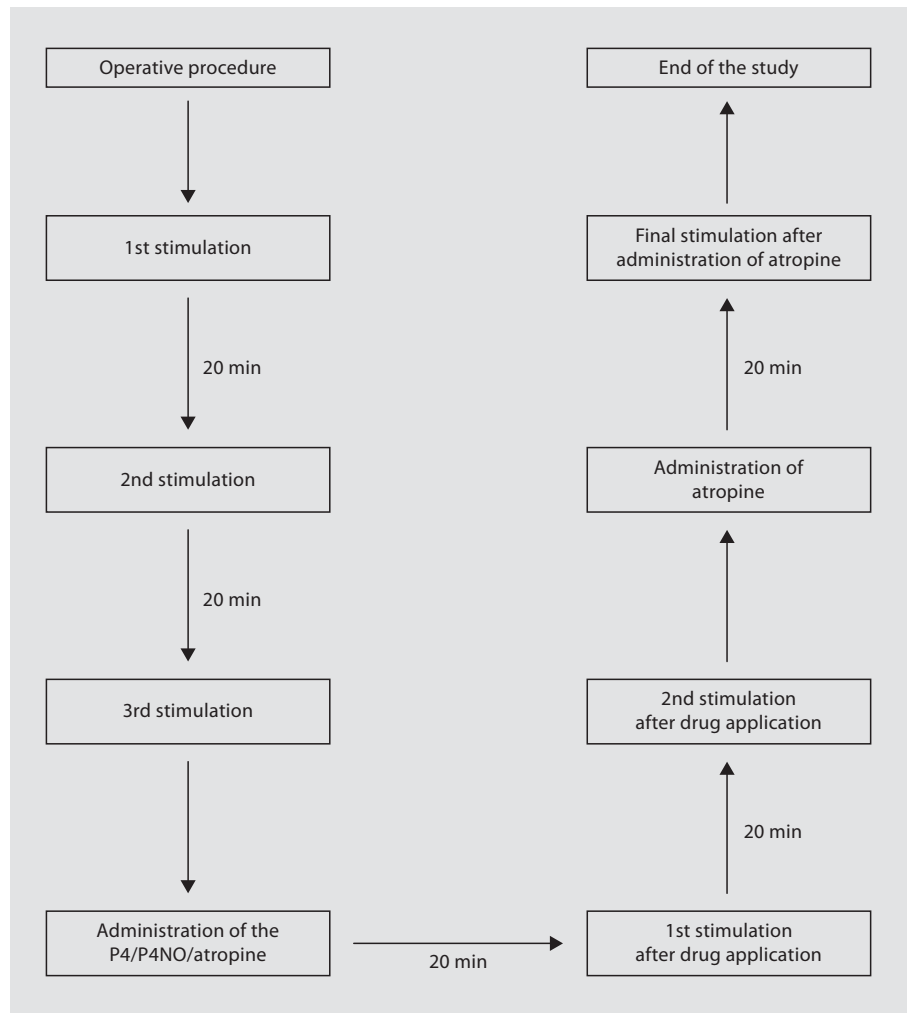 Operative procedure
1st stimulation
20 min
2nd stimulation
20 min
3rd stimulation
Administration of the
P4/P4NO/atropine
20 min
1st stimulation
after drug application
20 min
2nd stimulation
after drug application
Administration of
atropine
20 min
Final stimulation after
administration of atropine
End of the study